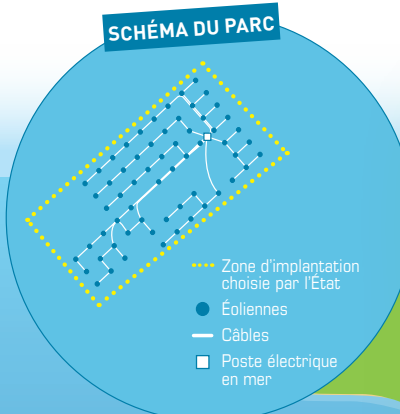 SCHÉMA DU PARC
Zone d'implantation
choisie par l'État
Éoliennes
Câbles
Poste électrique
en mer